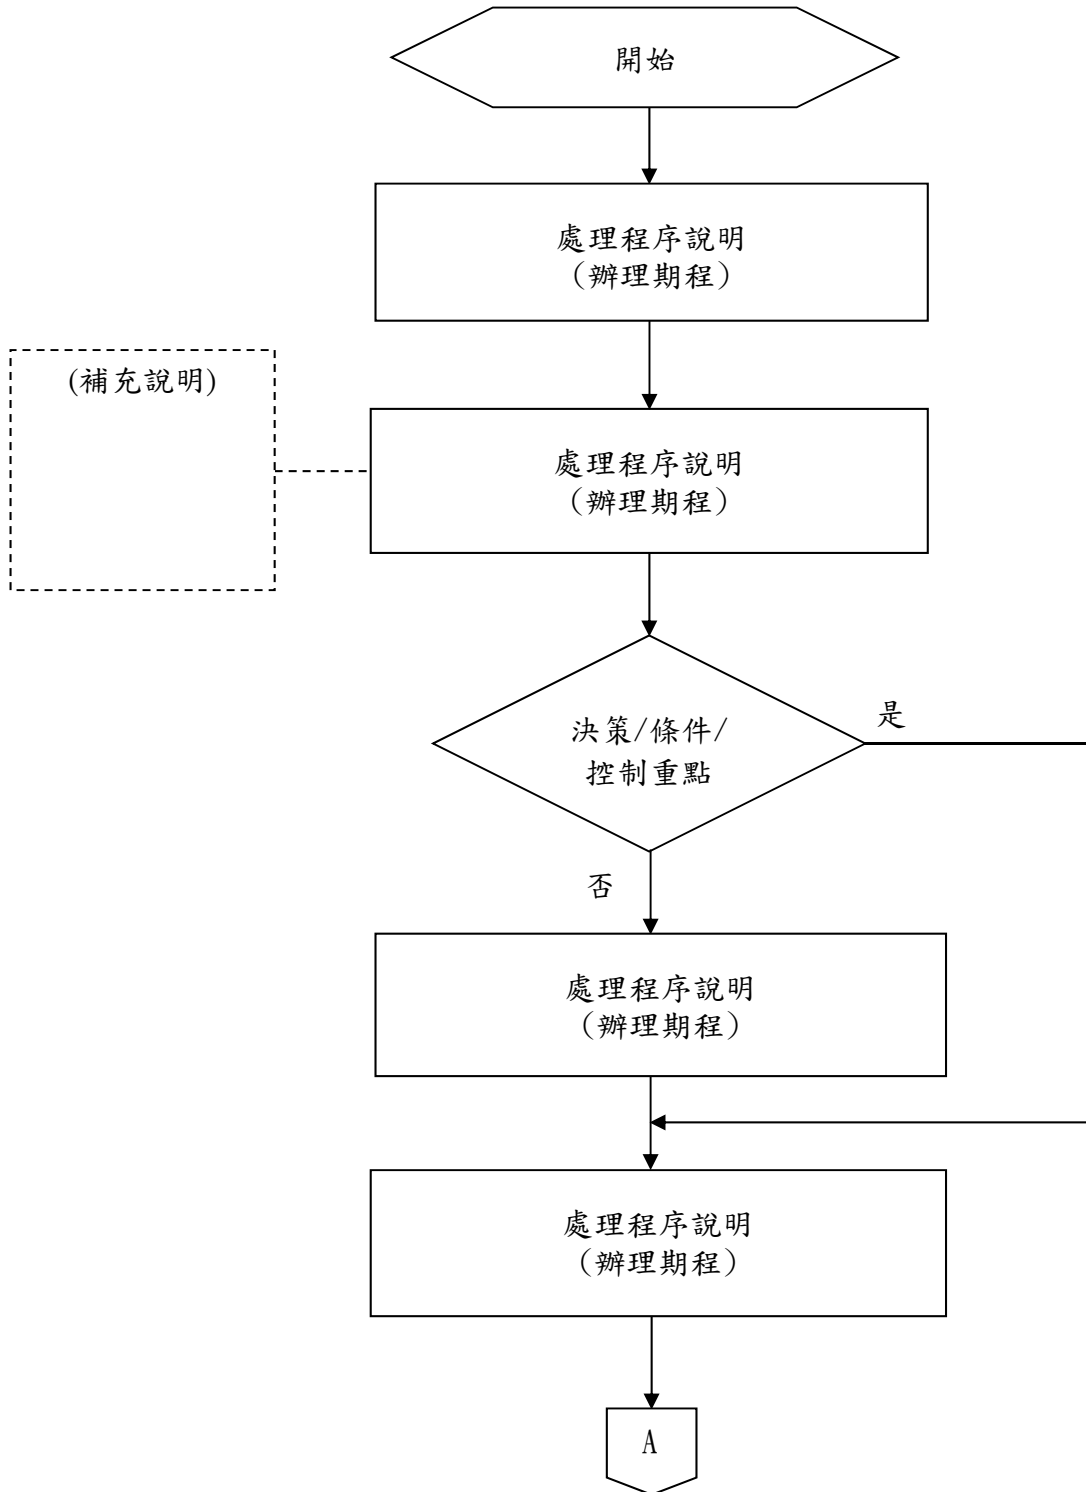 開始
處理程序說明
（辦理期程）
(補充說明)
處理程序說明
（辦理期程）
決策/條件/
控制重點
是
否
處理程序說明
（辦理期程）
處理程序說明
（辦理期程）
A